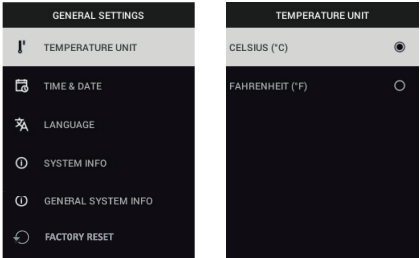 GENERAL SETTINGS
TEMPERATURE UNIT
TIME & DATE
LANGUAGE
SYSTEM INFO
GENERAL SYSTEM INFO
FACTORY RESET
TEMPERATURE UNIT
CELSIUS (°C)
FAHRENHEIT (°F)